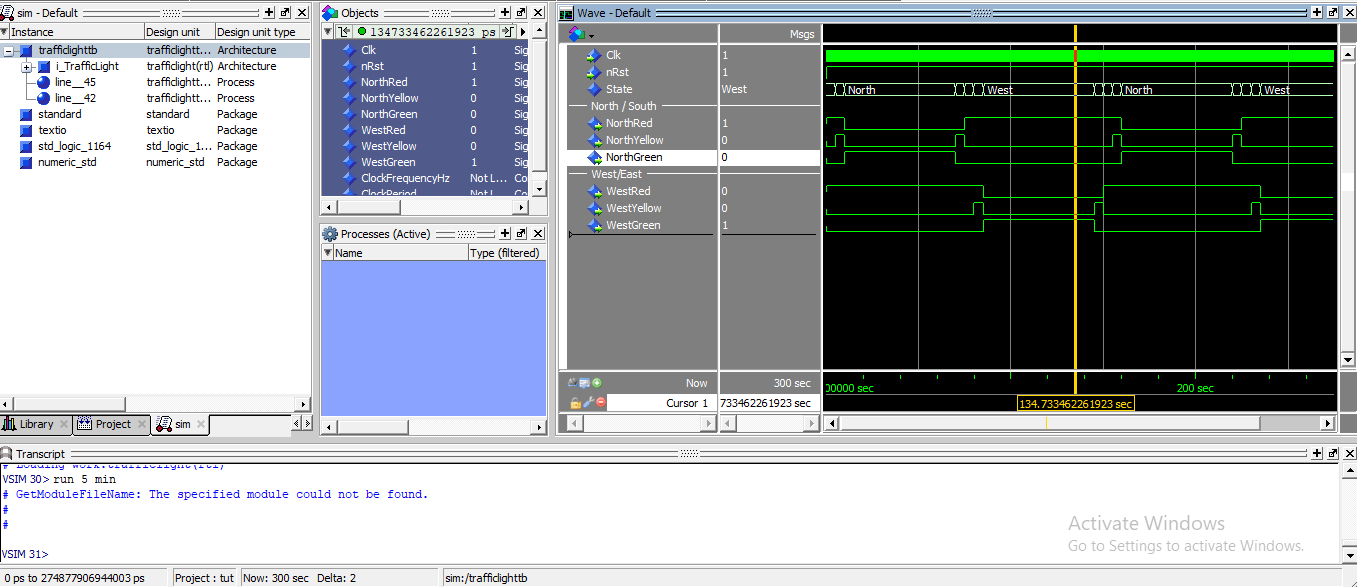 sim - Default
Instance Design unit Design unit type
trafficlighttb trafficlightt... Architecture
i_TrafficLight trafficlight(rtl) Architecture
line__45 trafficlightt... Process
line__42 trafficlightt... Process
standard standard Package
textio textio Package
std_logic_1164 std_logic_1... Package
numeric_std numeric_std Package
Library Project sim
Objects
134733462261923 ps
Clk 1 Sig
nRst 1 Sig
NorthRed 1 Sig
NorthYellow 0 Sig
NorthGreen 0 Sig
WestRed 0 Sig
WestYellow 0 Sig
WestGreen 1 Sig
ClockFrequencyHz Not L... Co
ClockPeriod Not L... Co
Processes (Active)
Name Type (filtered)
Wave - Default
Msgs
Clk 1
nRst 1
State West North West North West
North / South
NorthRed 1
NorthYellow 0
NorthGreen 0
West/East
WestRed 0
WestYellow 0
WestGreen 1
Now 300 sec 00000 sec 200 sec
Cursor 1 733462261923 sec 134.733462261923 sec
Transcript
# Loading work.trafficlight(rtl)
VSIM 30> run 5 min
# GetModuleFileName: The specified module could not be found.
#
#
VSIM 31>
Activate Windows
Go to Settings to activate Windows.
0 ps to 274877906944003 ps Project : tut Now: 300 sec Delta: 2 sim:/trafficlighttb